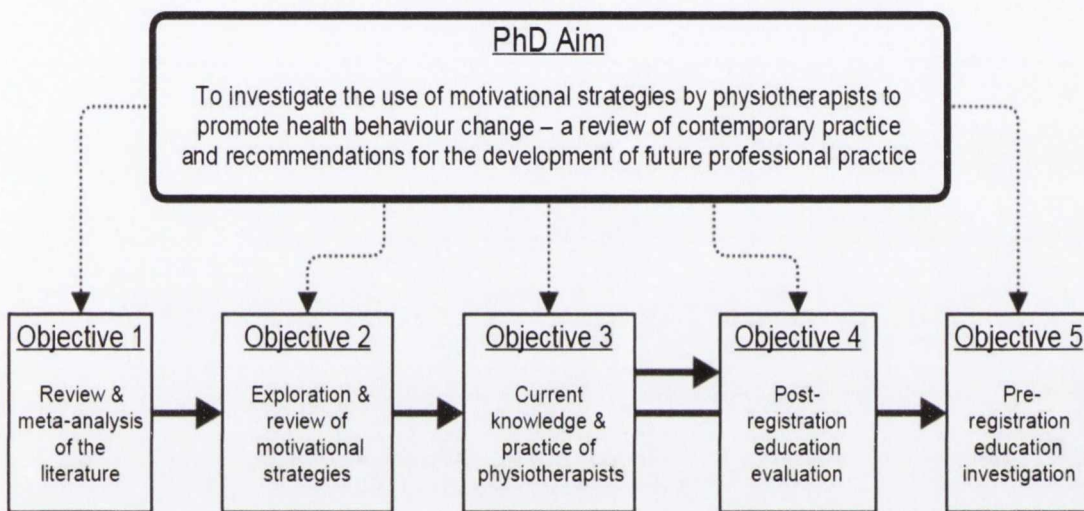 PhD Aim
To investigate the use of motivational strategies by physiotherapists to
promote health behaviour change – a review of contemporary practice
and recommendations for the development of future professional practice
Objective 1
Review &
meta-analysis
of the
literature
Objective 2
Exploration &
review of
motivational
strategies
Objective 3
Current
knowledge &
practice of
physiotherapists
Objective 4
Post-
registration
education
evaluation
Objective 5
Pre-
registration
education
investigation